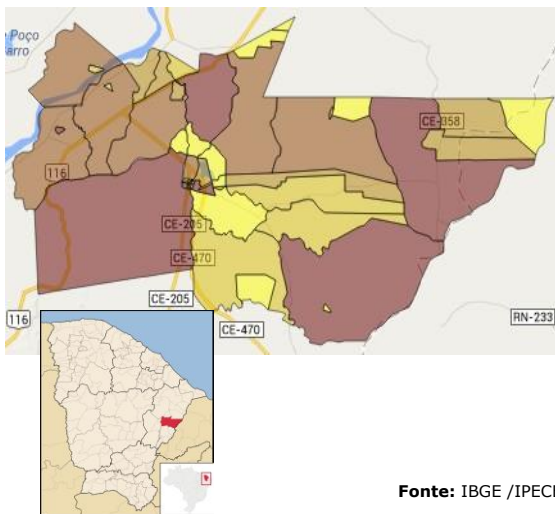 Poço
arro
CE-358
116
CE-205
CE-470
CE-205
116
CE-470
RN-233
Fonte: IBGE /IPECE